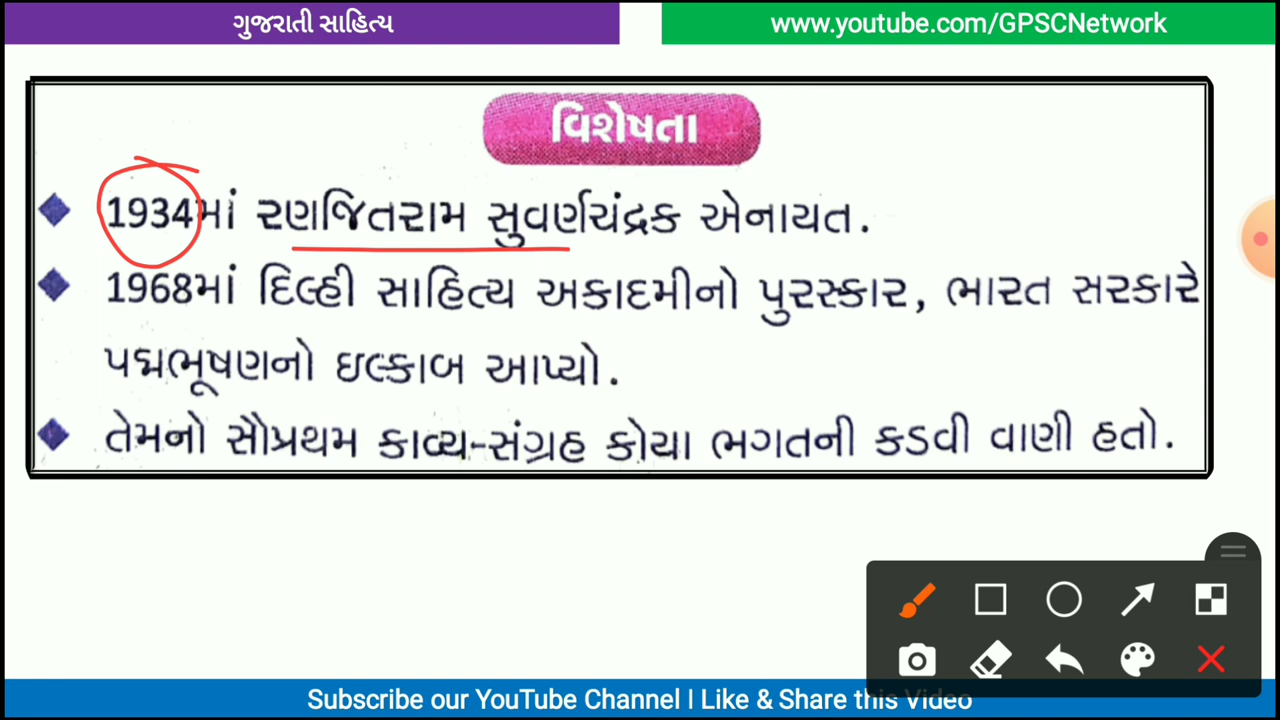 ગુજરાતી સાહિત્ય
www.youtube.com/GPSCNetwork
વિશેષતા
1934માં રણજિતરામ સુવર્ણચંદ્રક એનાયત.
1968માં દિલ્હી સાહિત્ય અકાદમીનો પુરસ્કાર, ભારત સરકારે
પદ્મભૂષણનો ઇલ્કાબ આપ્યો.
તેમનો સૌપ્રથમ કાવ્ય-સંગ્રહ કોયા ભગતની કડવી વાણી હતો.
Subscribe our YouTube Channel l Like & Share this Video